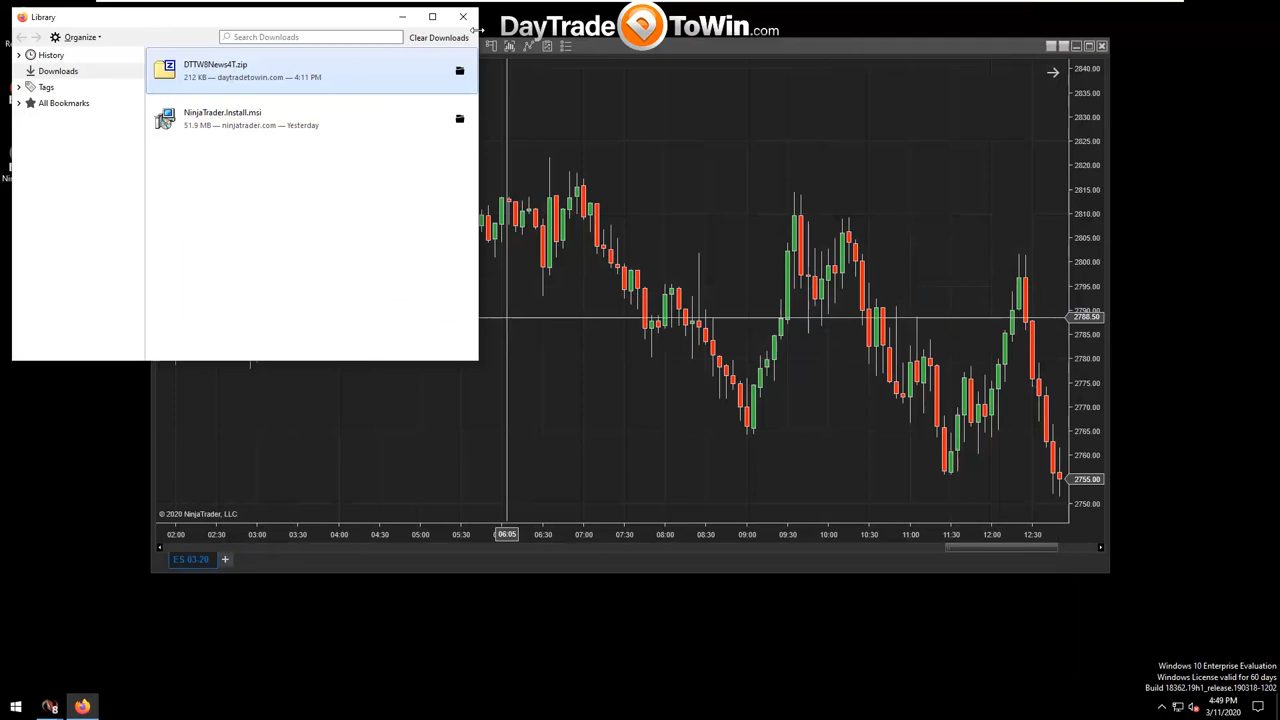 Library
Organize
Search Downloads
Clear Downloads
History
Downloads
Tags
All Bookmarks
DTTW8News4T.zip
212 KB — daytradetowin.com — 4:11 PM
NinjaTrader.Install.msi
51.9 MB — ninjatrader.com — Yesterday
DayTradeToWin.com
2840.00
2835.00
2830.00
2825.00
2820.00
2815.00
2810.00
2805.00
2800.00
2795.00
2790.00
2788.50
2785.00
2780.00
2775.00
2770.00
2765.00
2760.00
2755.00
2750.00
© 2020 NinjaTrader, LLC
02:00 02:30 03:00 03:30 04:00 04:30 05:00 05:30 06:05 06:30 07:00 07:30 08:00 08:30 09:00 09:30 10:00 10:30 11:00 11:30 12:00 12:30
ES 03-20 +
Windows 10 Enterprise Evaluation
Windows License valid for 60 days
Build 18362.19h1_release.190318-1202
4:49 PM
3/11/2020